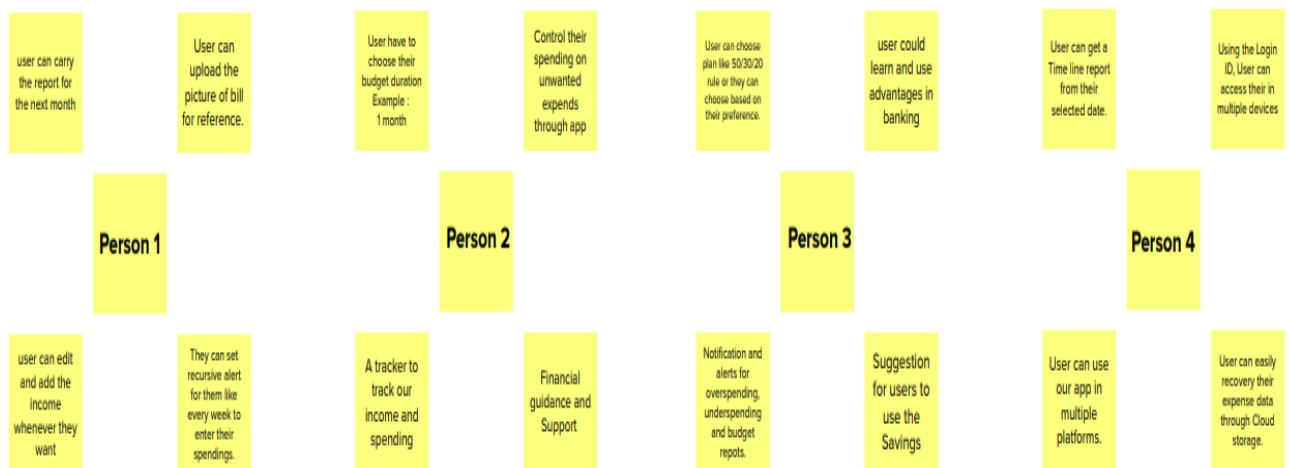 user can carry
the report for
the next month
User can
upload the
picture of bill
for reference.
User have to
choose their
budget duration
Example :
1 month
Control their
spending on
unwanted
expends
through app
User can choose
plan like 50/30/20
rule or they can
choose based on
their preference.
user could
learn and use
advantages in
banking
User can get a
Time line report
from their
selected date.
Using the Login
ID, User can
access their in
multiple devices
Person 1
Person 2
Person 3
Person 4
user can edit
and add the
income
whenever they
want
They can set
recursive alert
for them like
every week to
enter their
spendings.
A tracker to
track our
income and
spending
Financial
guidance and
Support
Notification and
alerts for
overspending,
underspending
and budget
repots.
Suggestion
for users to
use the
Savings
User can use
our app in
multiple
platforms.
User can easily
recovery their
expense data
through Cloud
storage.